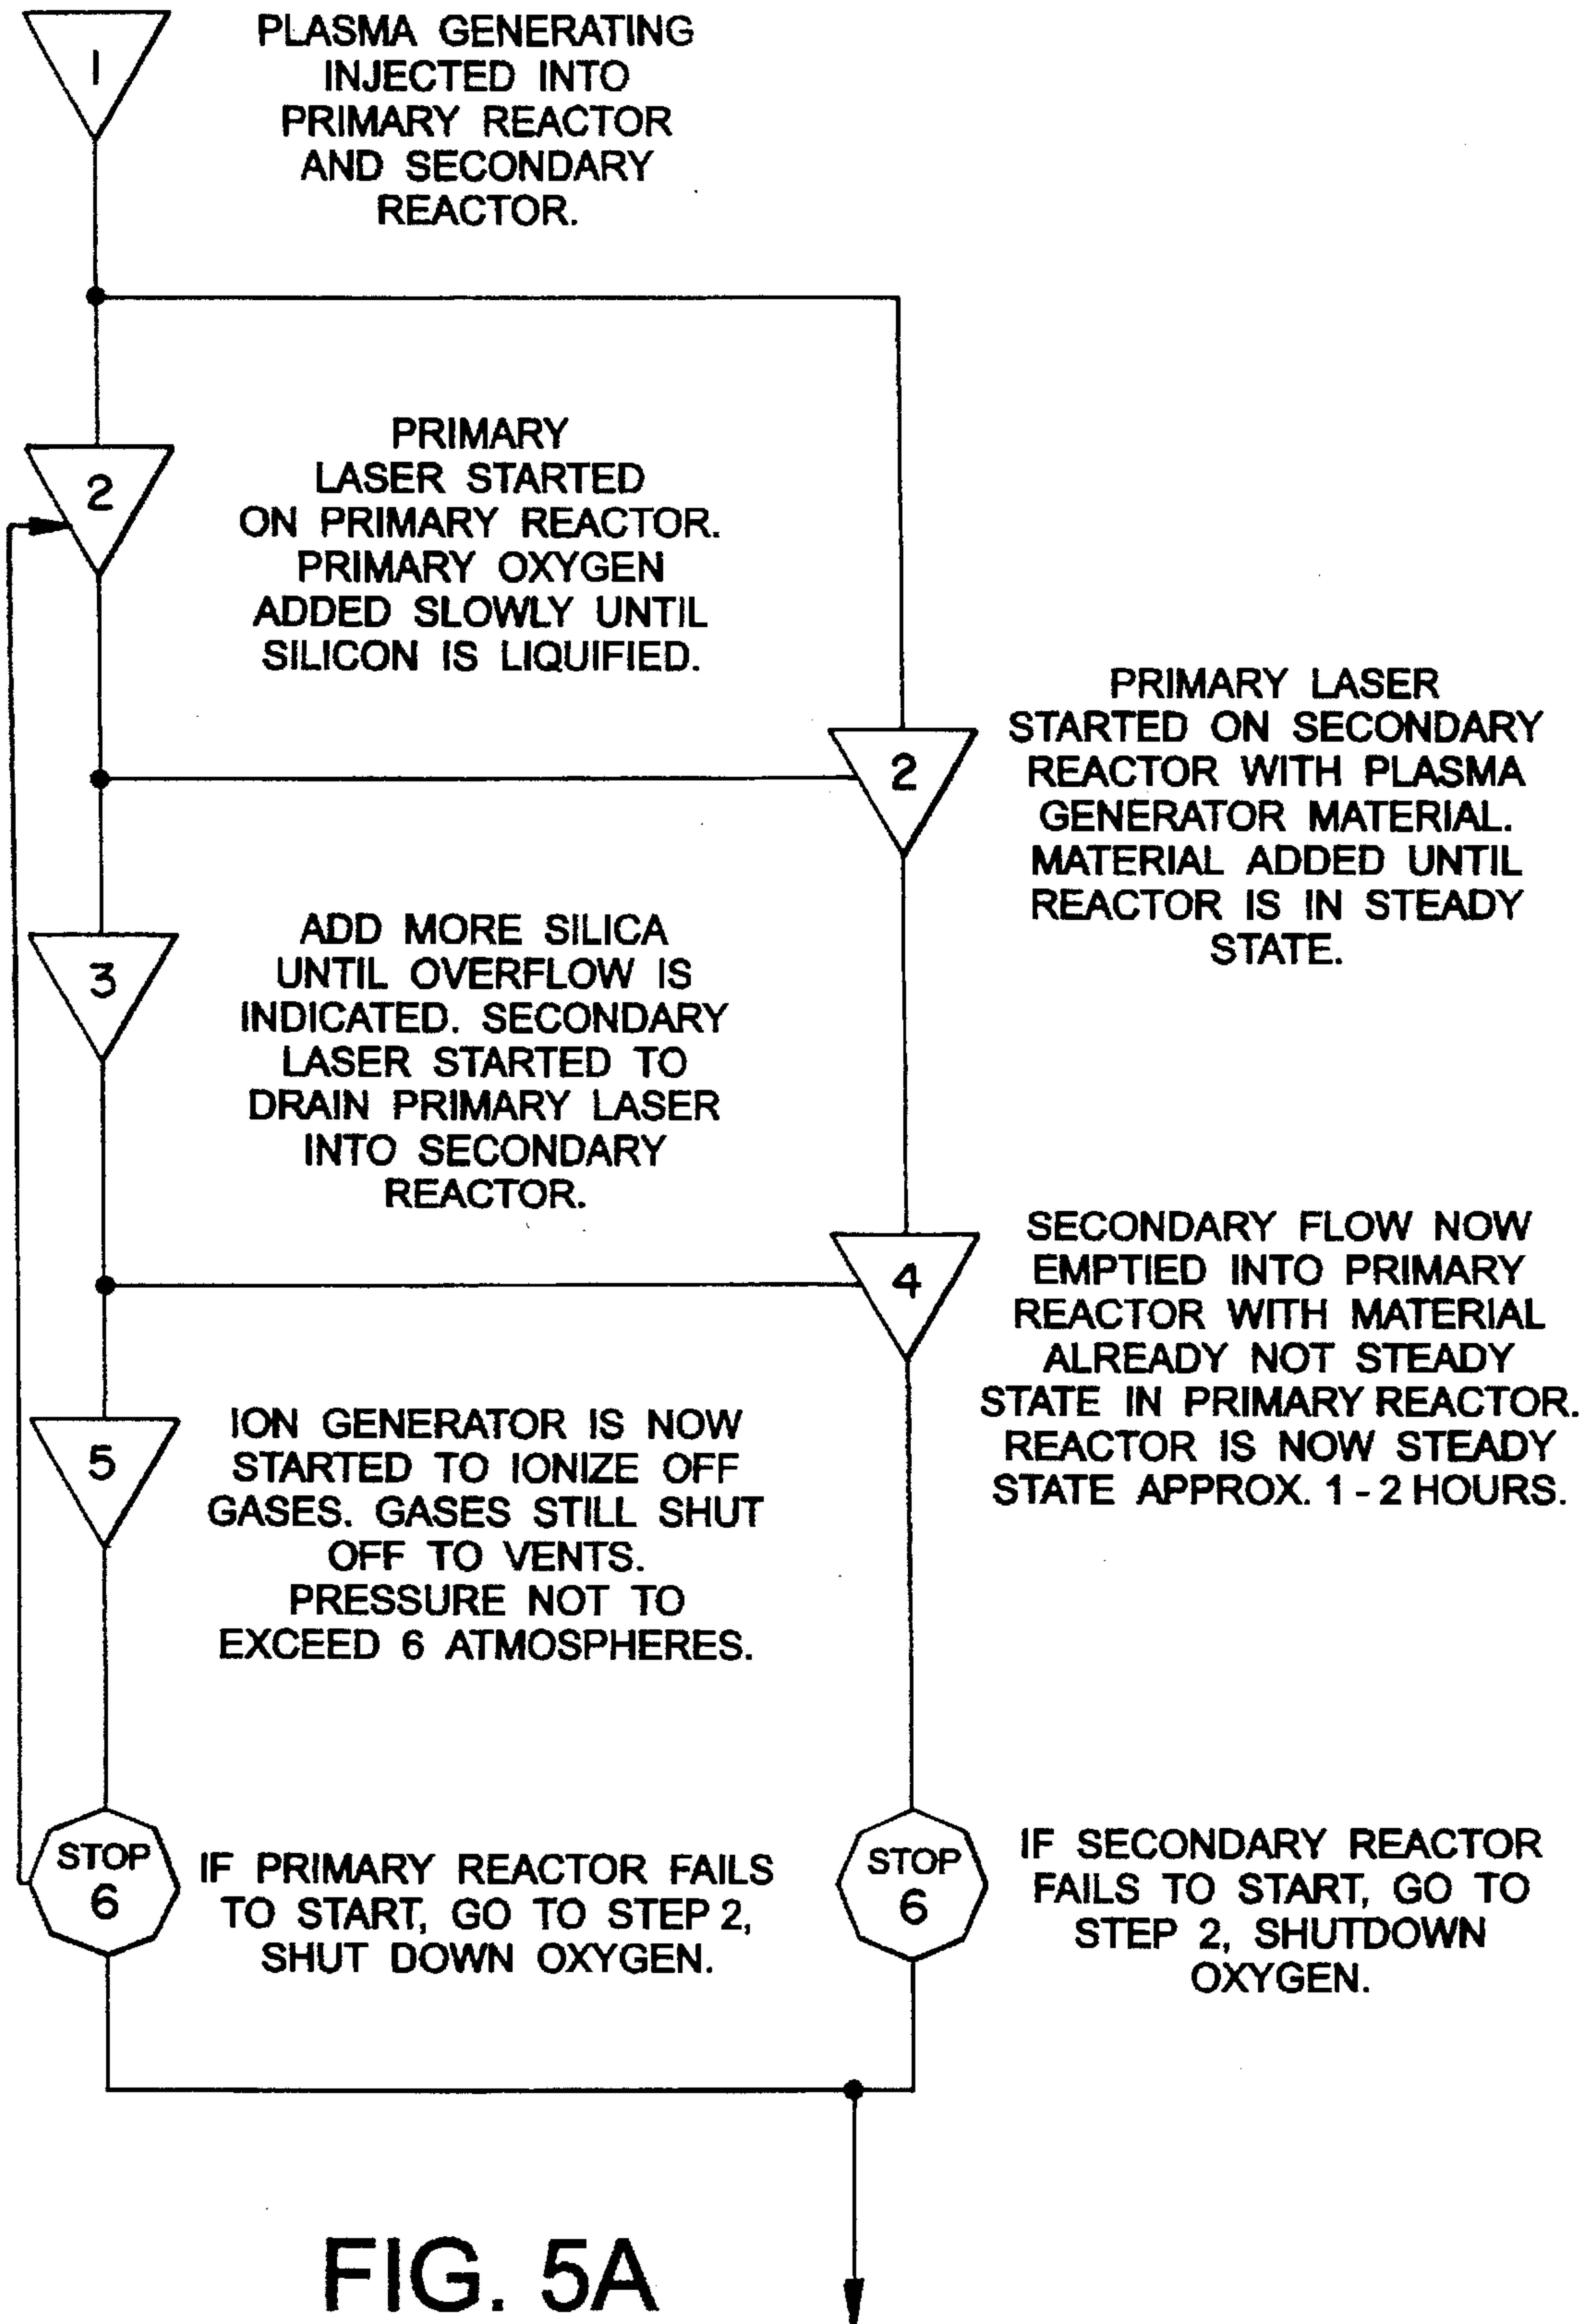 1
PLASMA GENERATING
INJECTED INTO
PRIMARY REACTOR
AND SECONDARY
REACTOR.
2
PRIMARY
LASER STARTED
ON PRIMARY REACTOR.
PRIMARY OXYGEN
ADDED SLOWLY UNTIL
SILICON IS LIQUIFIED.
2
PRIMARY LASER
STARTED ON SECONDARY
REACTOR WITH PLASMA
GENERATOR MATERIAL.
MATERIAL ADDED UNTIL
REACTOR IS IN STEADY
STATE.
3
ADD MORE SILICA
UNTIL OVERFLOW IS
INDICATED. SECONDARY
LASER STARTED TO
DRAIN PRIMARY LASER
INTO SECONDARY
REACTOR.
4
SECONDARY FLOW NOW
EMPTIED INTO PRIMARY
REACTOR WITH MATERIAL
ALREADY NOT STEADY
STATE IN PRIMARY REACTOR.
REACTOR IS NOW STEADY
STATE APPROX. 1-2 HOURS.
5
ION GENERATOR IS NOW
STARTED TO IONIZE OFF
GASES. GASES STILL SHUT
OFF TO VENTS.
PRESSURE NOT TO
EXCEED 6 ATMOSPHERES.
STOP
6
IF PRIMARY REACTOR FAILS
TO START, GO TO STEP 2,
SHUT DOWN OXYGEN.
STOP
6
IF SECONDARY REACTOR
FAILS TO START, GO TO
STEP 2, SHUTDOWN
OXYGEN.
FIG. 5A